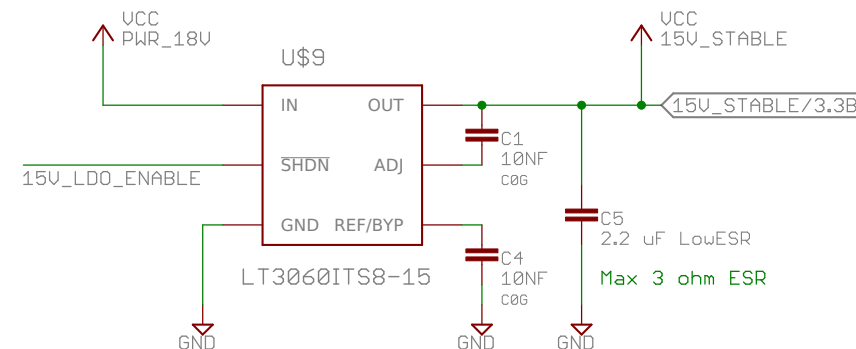 VCC
PWR_18V
VCC
15V_STABLE
U$9
IN
OUT
15V_STABLE/3.3B
C1
10NF
C0G
SHDN
ADJ
15V_LDO_ENABLE
GND
REF/BYP
C5
2.2 uF LowESR
C4
10NF
C0G
LT3060ITS8-15
Max 3 ohm ESR
GND
GND
GND